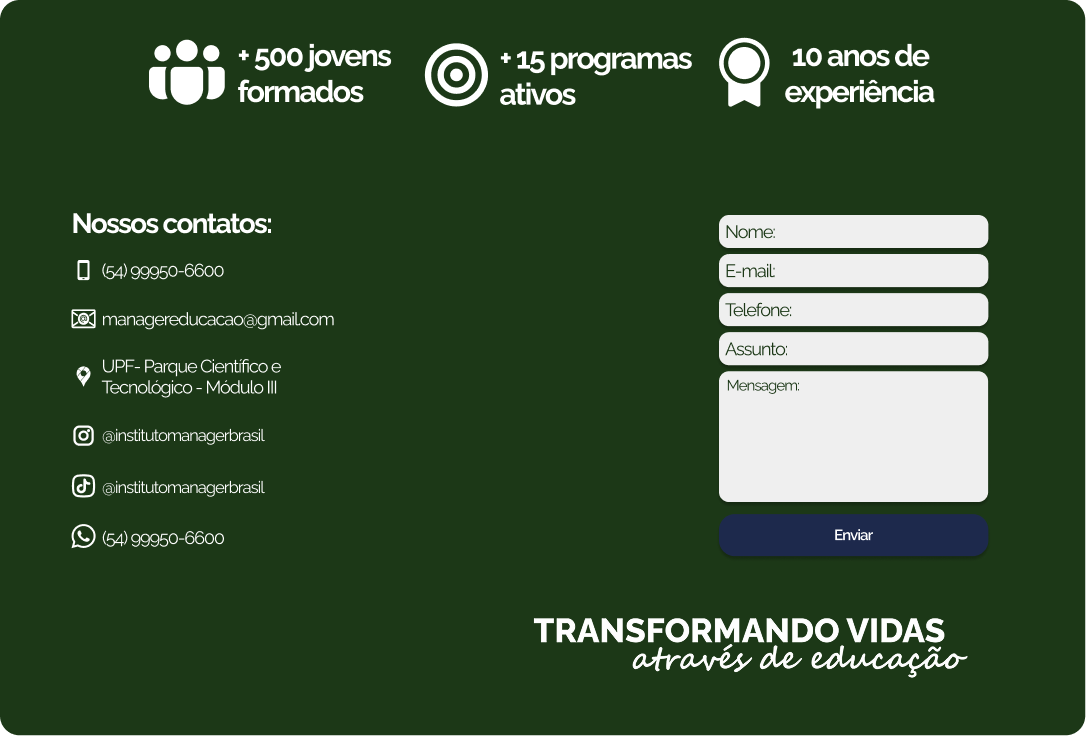 + 500 jovens
formados
+ 15 programas
ativos
10 anos de
experiência
Nossos contatos:
(54) 99950-6600
managereducacao@gmail.com
UPF- Parque Científico e
Tecnológico - Módulo III
@institutomanagerbrasil
@institutomanagerbrasil
(54) 99950-6600
Nome:
E-mail:
Telefone:
Assunto:
Mensagem:
Enviar
TRANSFORMANDO VIDAS
através de educação